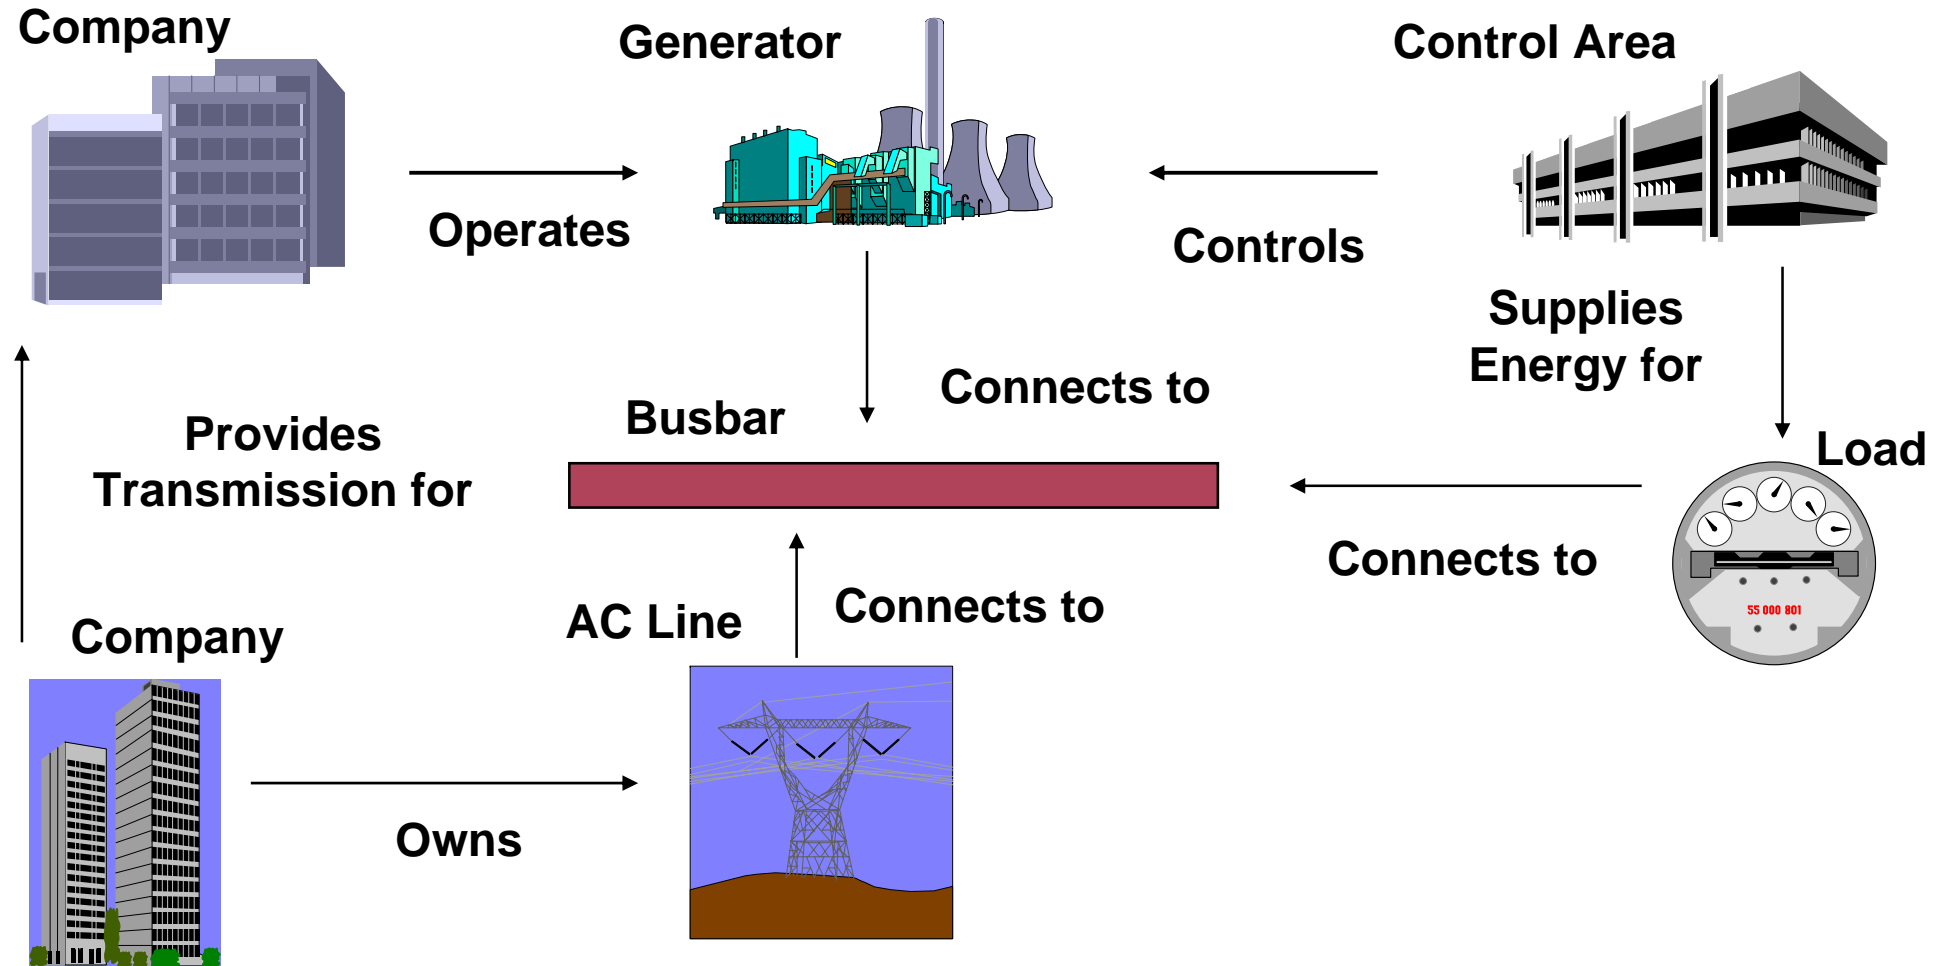 Company
Generator
Control Area
Operates
Controls
Supplies
Energy for
Connects to
Busbar
Provides
Transmission for
Load
Connects to
55 000 801
Company
AC Line
Connects to
Owns